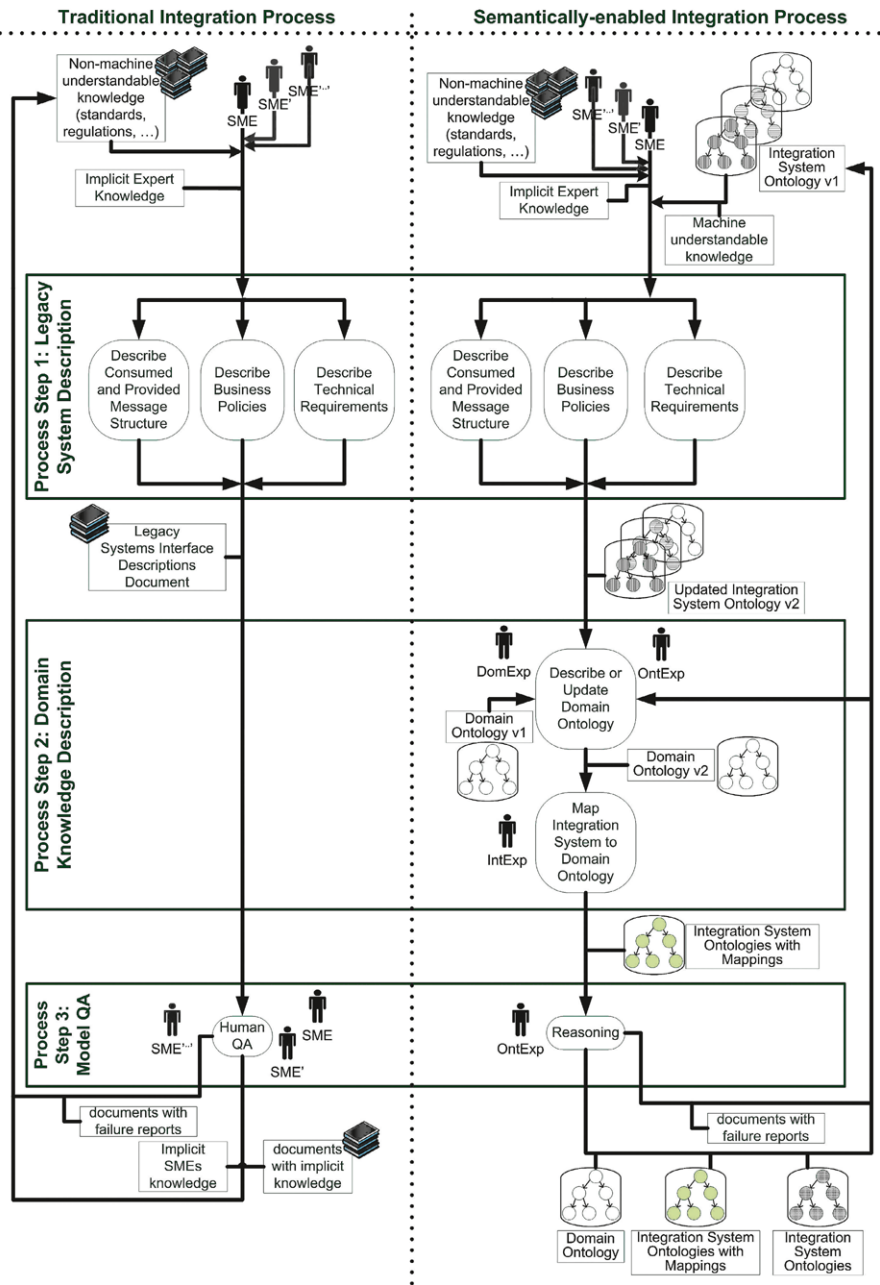 Traditional Integration Process
Semantically-enabled Integration Process
Non-machine
understandable
knowledge
(standards,
regulations, ...)
SME
SME'
SME'..'
Implicit Expert
Knowledge
Non-machine
understandable
knowledge
(standards,
regulations, ...)
SME'..'
SME'
SME
Implicit Expert
Knowledge
Integration
System
Ontology v1
Machine
understandable
knowledge
Process Step 1: Legacy
System Description
Describe
Consumed
and Provided
Message
Structure
Describe
Business
Policies
Describe
Technical
Requirements
Describe
Consumed
and Provided
Message
Structure
Describe
Business
Policies
Describe
Technical
Requirements
Legacy
Systems Interface
Descriptions
Document
Updated Integration
System Ontology v2
Process Step 2: Domain
Knowledge Description
DomExp
OntExp
Describe or
Update
Domain
Ontology
Domain
Ontology v1
Domain
Ontology v2
Map
Integration
System to
Domain
Ontology
IntExp
Integration System
Ontologies with
Mappings
Process
Step 3:
Model QA
SME'..'
Human
QA
SME
SME'
OntExp
Reasoning
documents with
failure reports
Implicit
SMEs
knowledge
documents
with implicit
knowledge
documents with
failure reports
Domain
Ontology
Integration System
Ontologies with
Mappings
Integration
System
Ontologies